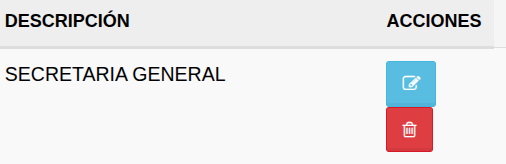 DESCRIPCIÓN ACCIONES
SECRETARIA GENERAL